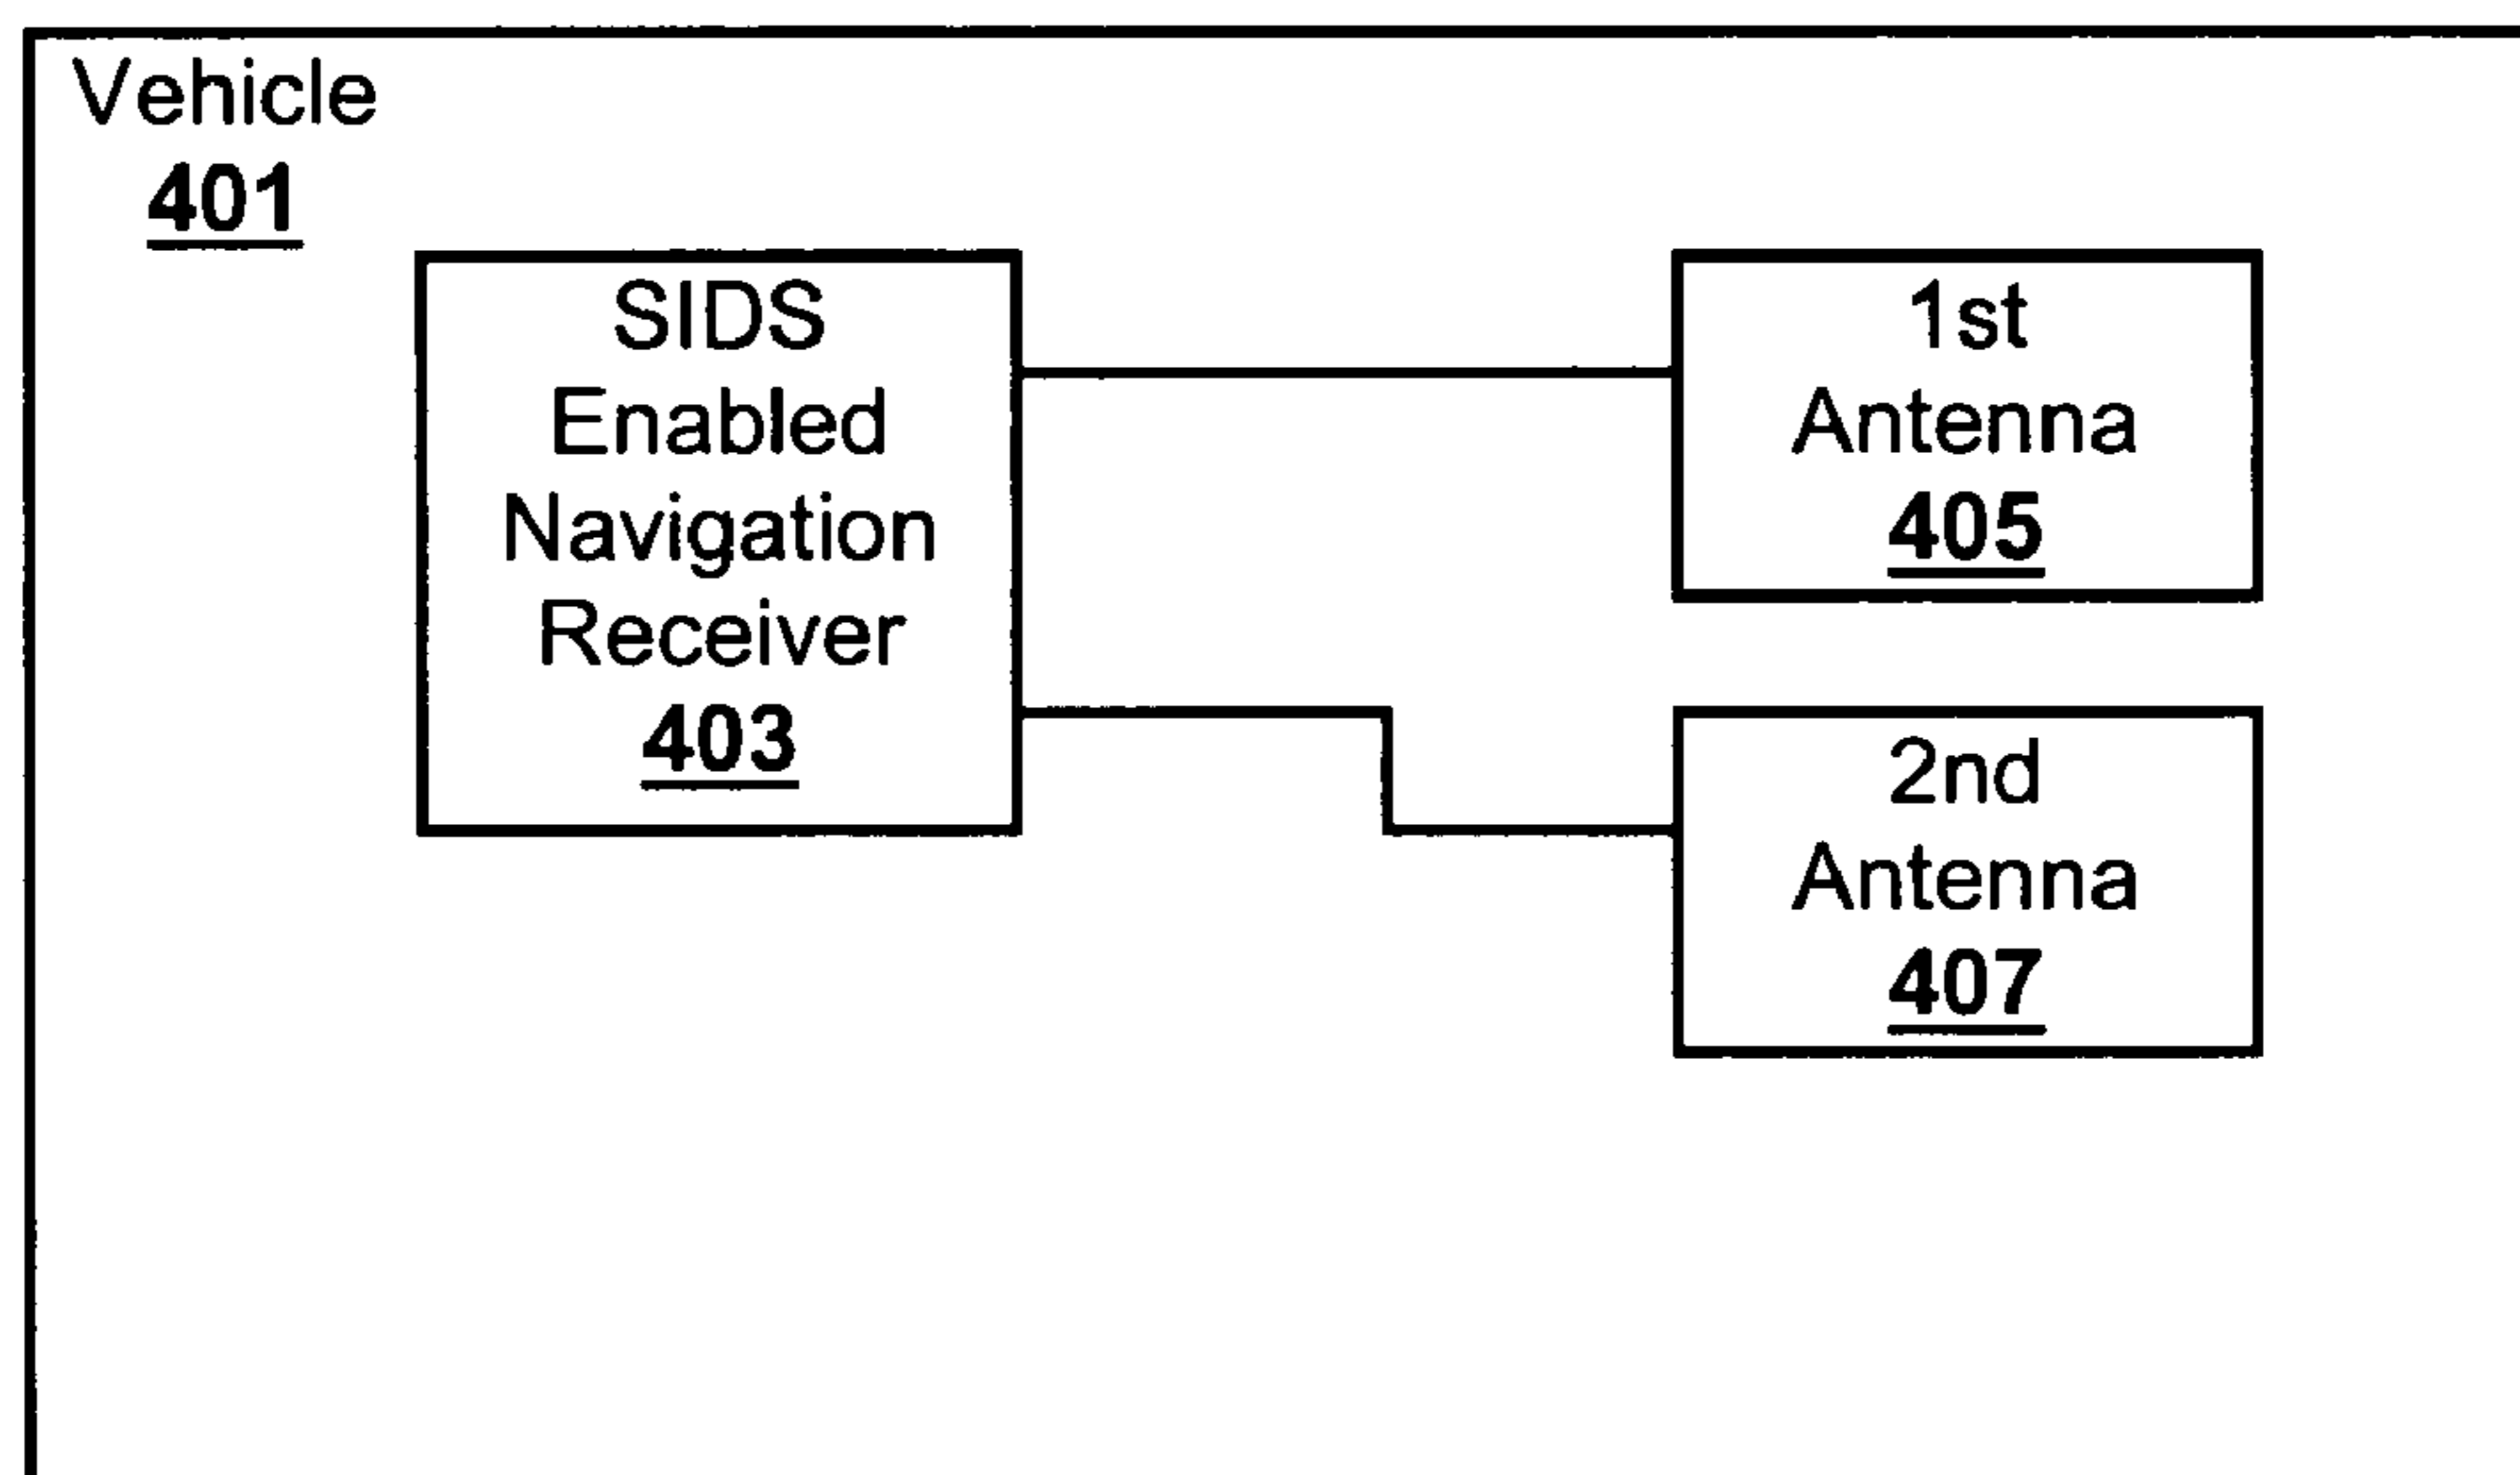 Vehicle
401
SIDS
Enabled
Navigation
Receiver
403
1st
Antenna
405
2nd
Antenna
407